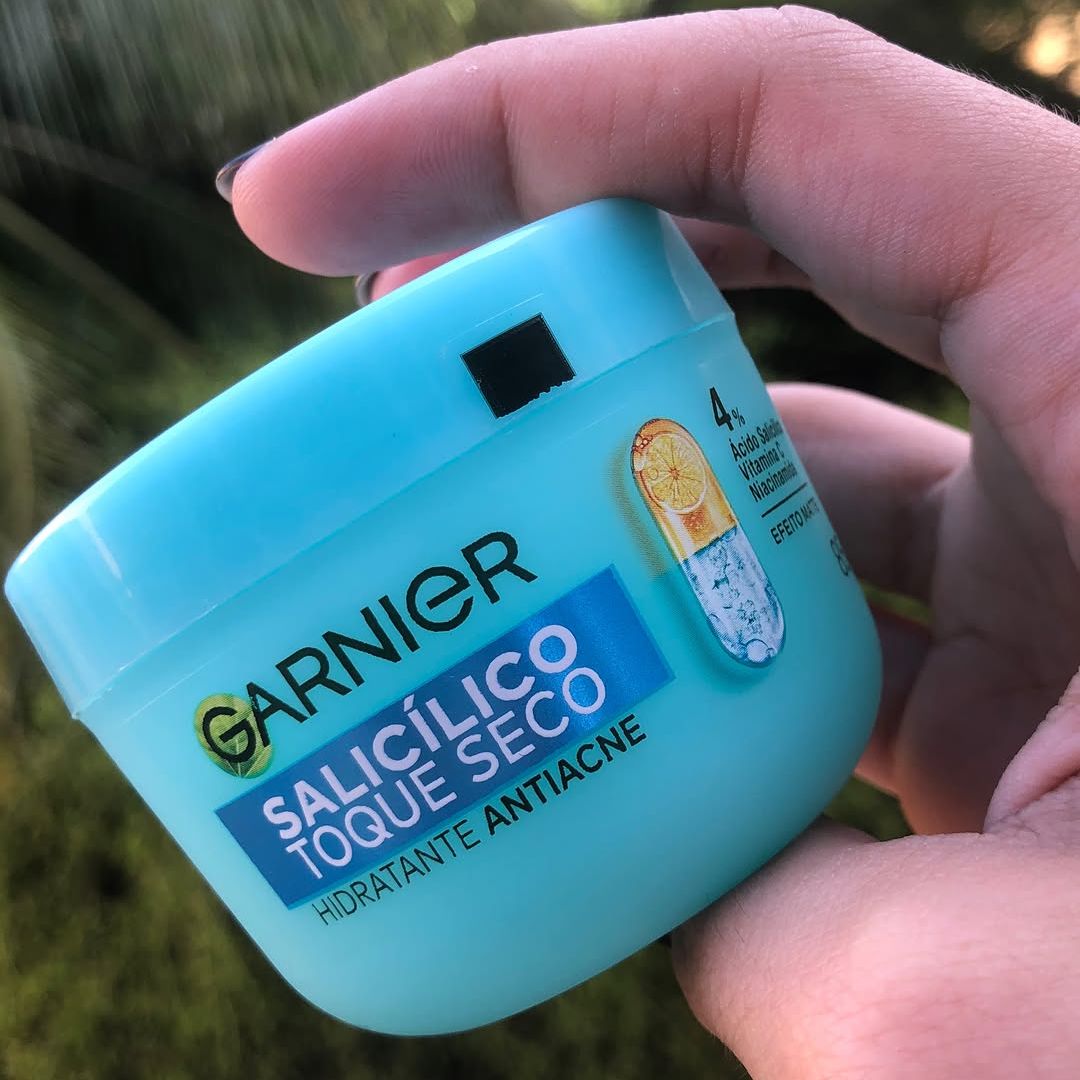 GARNIER
SALICÍLICO
TOQUE SECO
HIDRATANTE ANTIACNE
4%
Ácido Salicílico
Vitamina C
Niacinamida
EFEITO MATTE